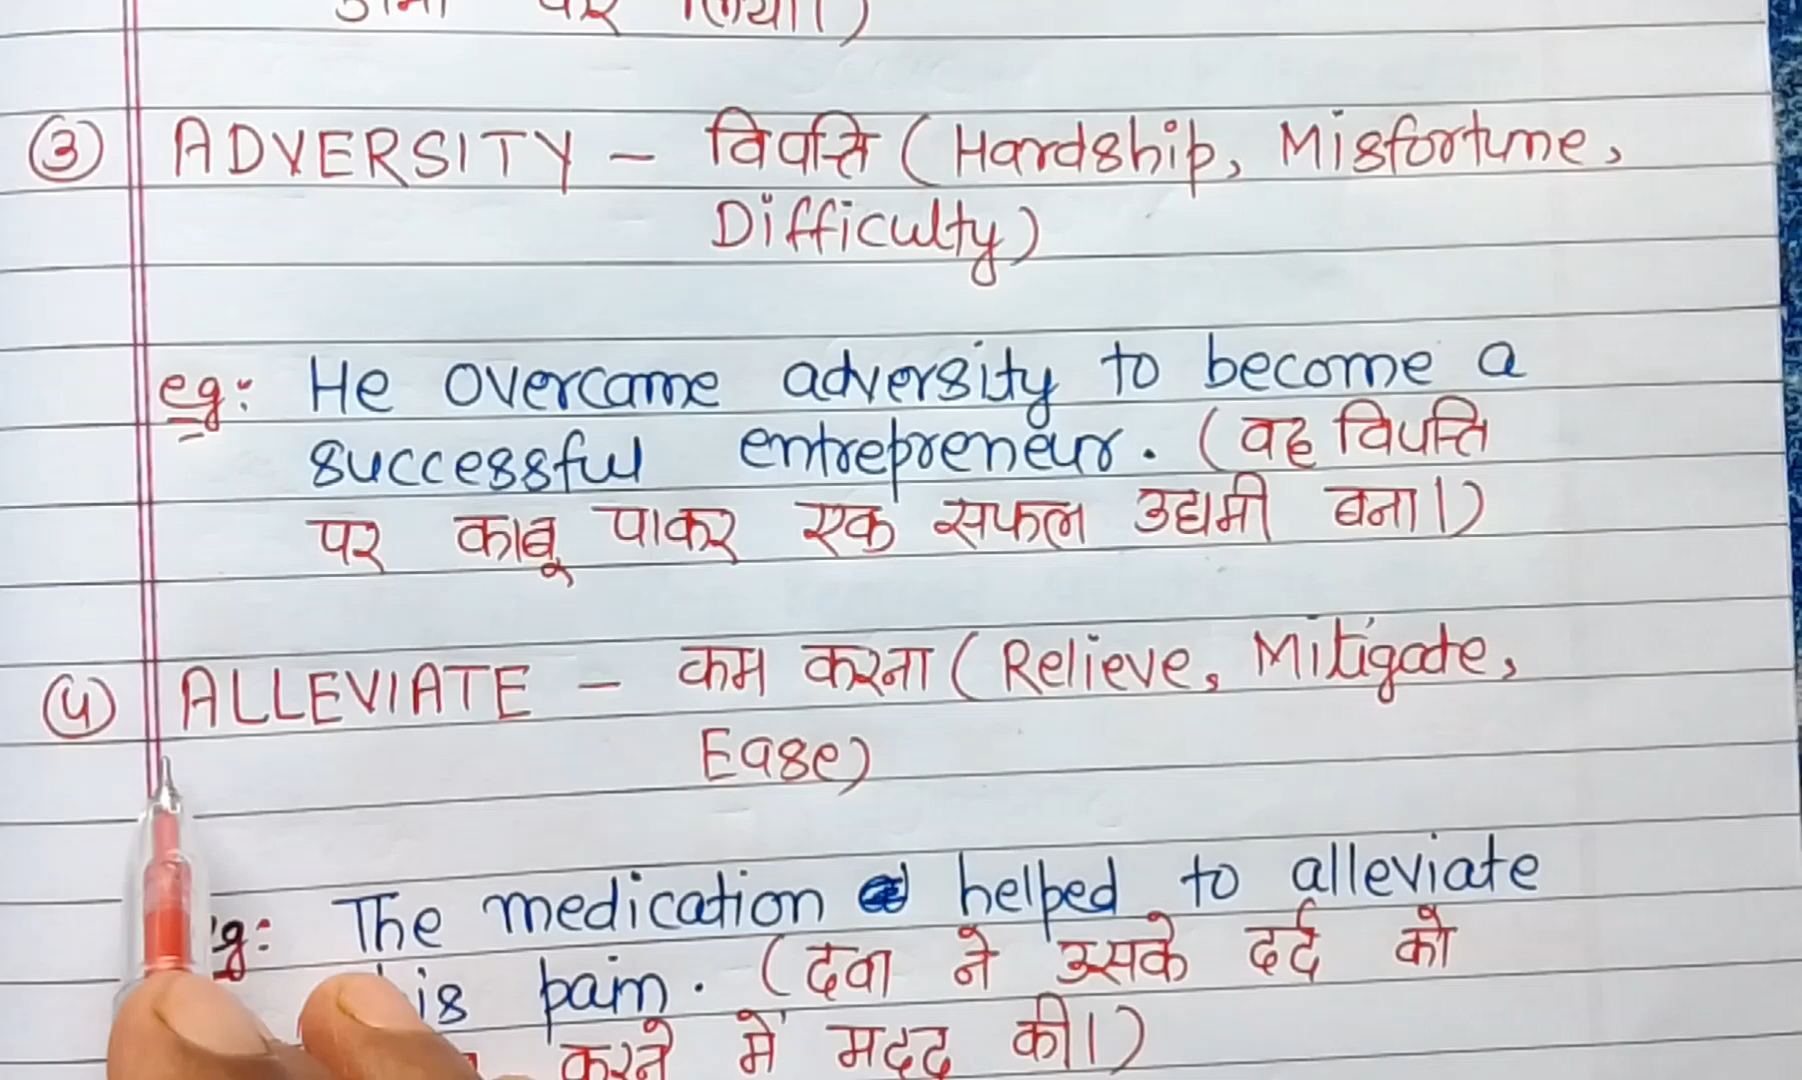 ③ ADVERSITY – विपत्ति (Hardship, Misfortune,
Difficulty)
eg: He overcame adversity to become a
successful entrepreneur. (वह विपत्ति
पर काबू पाकर एक सफल उद्यमी बना।)
④ ALLEVIATE – कम करना (Relieve, Mitigate,
Ease)
The medication helped to alleviate
pain. (दवा ने उसके दर्द को
करने में मदद की।)